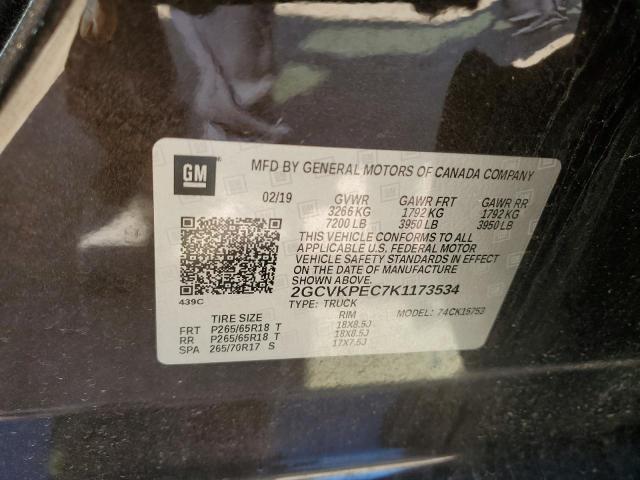 GM
MFD BY GENERAL MOTORS OF CANADA COMPANY
02/19 GVWR GAWR FRT GAWR RR
3266 KG 1792 KG 1792 KG
7200 LB 3950 LB 3950 LB
THIS VEHICLE CONFORMS TO ALL
APPLICABLE U.S. FEDERAL MOTOR
VEHICLE SAFETY STANDARDS IN EFFECT
ON THE DATE OF MANUFACTURE
SHOWN ABOVE.
439C 2GCVKPEC7K1173534
TYPE: TRUCK MODEL: 74CK15753
TIRE SIZE RIM
FRT P265/65R18 T 18X8.5J
RR P265/65R18 T 18X8.5J
SPA 265/70R17 S 17X7.5J